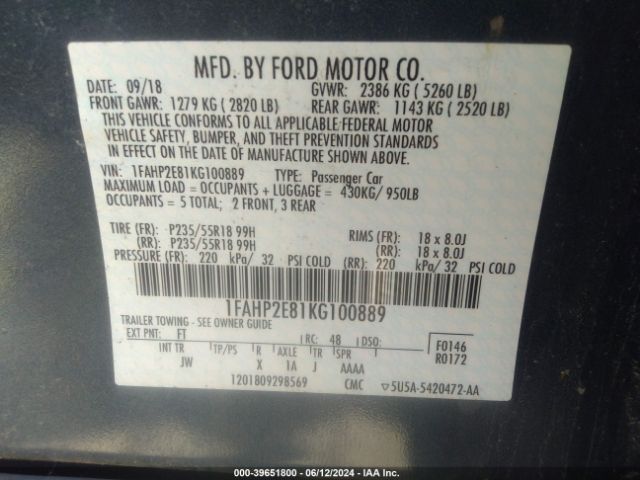 MFD. BY FORD MOTOR CO.
DATE: 09/18 GVWR: 2386 KG ( 5260 LB)
FRONT GAWR: 1279 KG ( 2820 LB) REAR GAWR: 1143 KG ( 2520 LB)
THIS VEHICLE CONFORMS TO ALL APPLICABLE FEDERAL MOTOR
VEHICLE SAFETY, BUMPER, AND THEFT PREVENTION STANDARDS
IN EFFECT ON THE DATE OF MANUFACTURE SHOWN ABOVE.
VIN: 1FAHP2E81KG100889 TYPE: Passenger Car
MAXIMUM LOAD = OCCUPANTS + LUGGAGE = 430KG/ 950LB
OCCUPANTS = 5 TOTAL; 2 FRONT, 3 REAR
TIRE (FR): P235/55R18 99H RIMS (FR): 18 x 8.0J
(RR): P235/55R18 99H (RR): 18 x 8.0J
PRESSURE (FR): 220 kPa/ 32 PSI COLD (RR): 220 kPa/ 32 PSI COLD
1FAHP2E81KG100889
TRAILER TOWING - SEE OWNER GUIDE
EXT PNT: FT RC: 48 DSO: F0146
INT TR TP/PS R AXLE TR SPR R0172
JW X 1A J AAAA
1201809298569 CMC ▽5U5A-5420472-AA
000-39651800 - 06/12/2024 - IAA Inc.